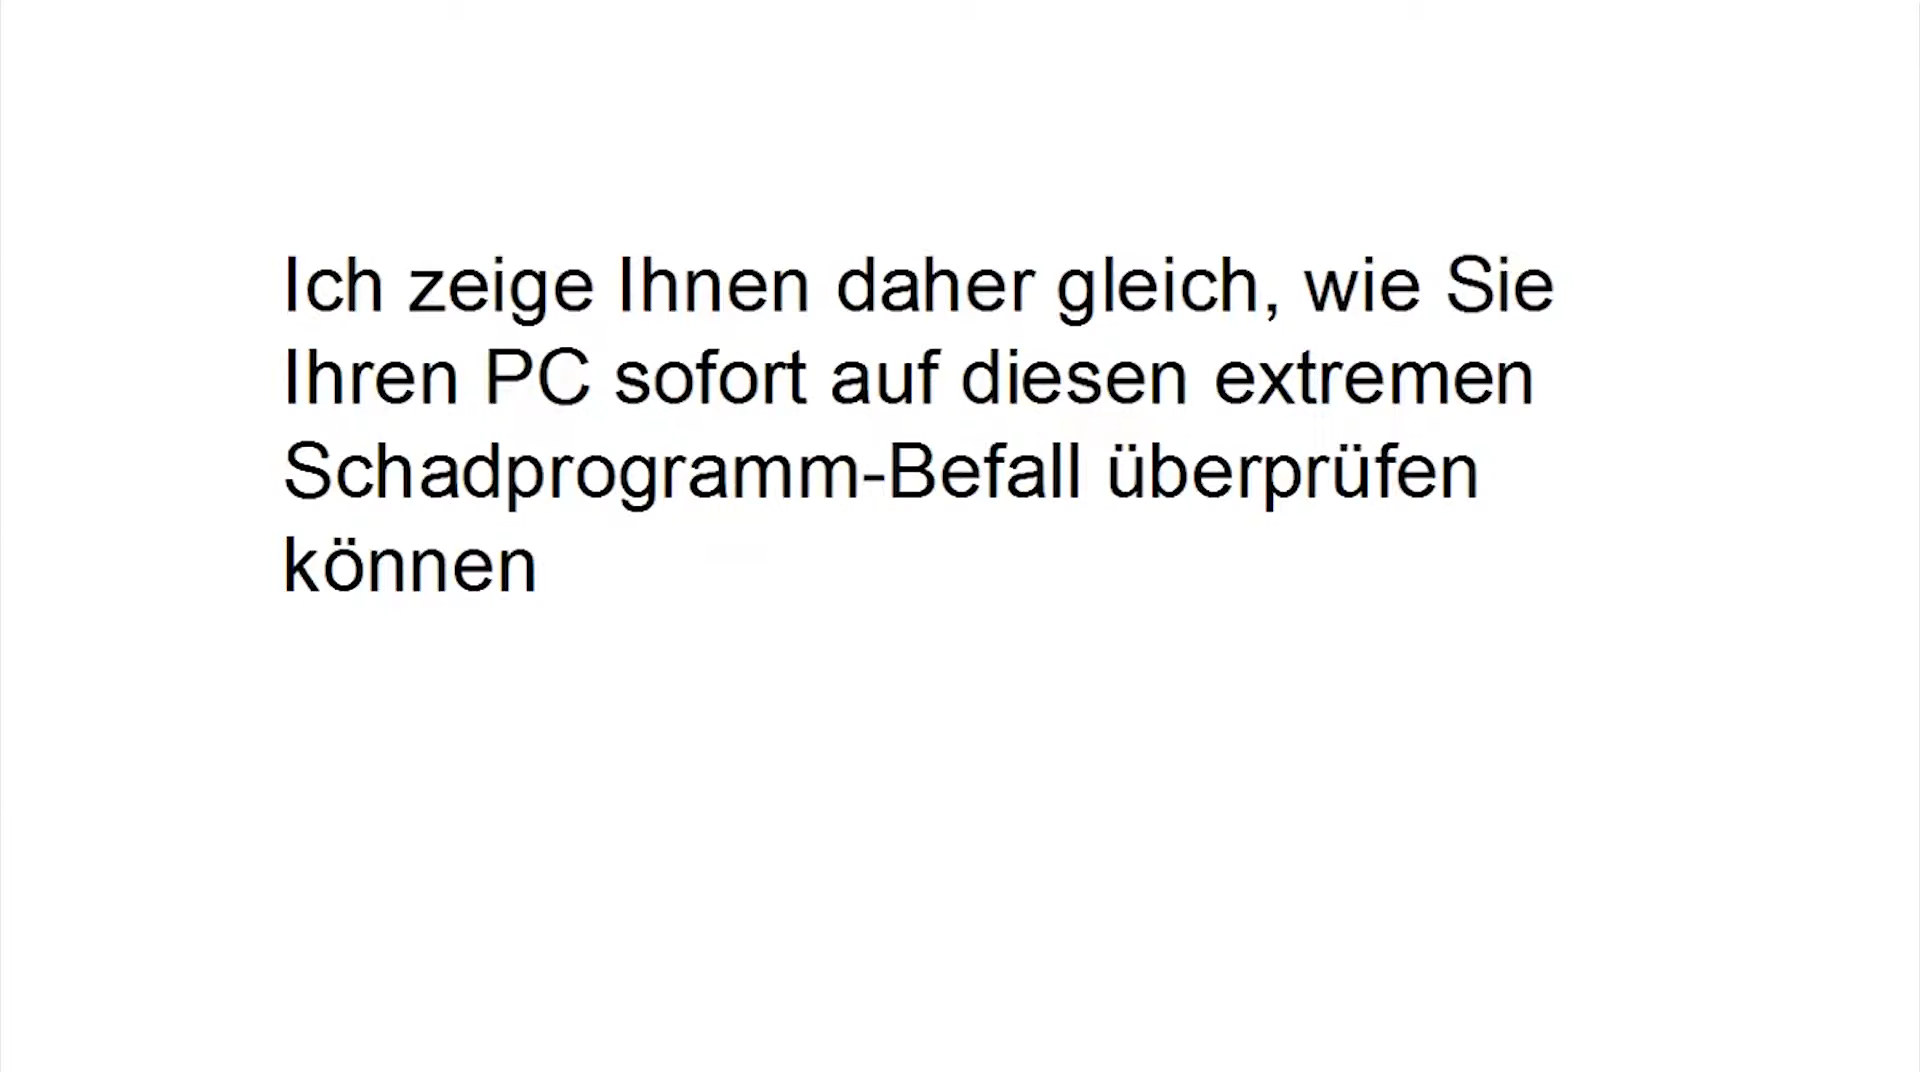 Ich zeige Ihnen daher gleich, wie Sie
Ihren PC sofort auf diesen extremen
Schadprogramm-Befall überprüfen
können